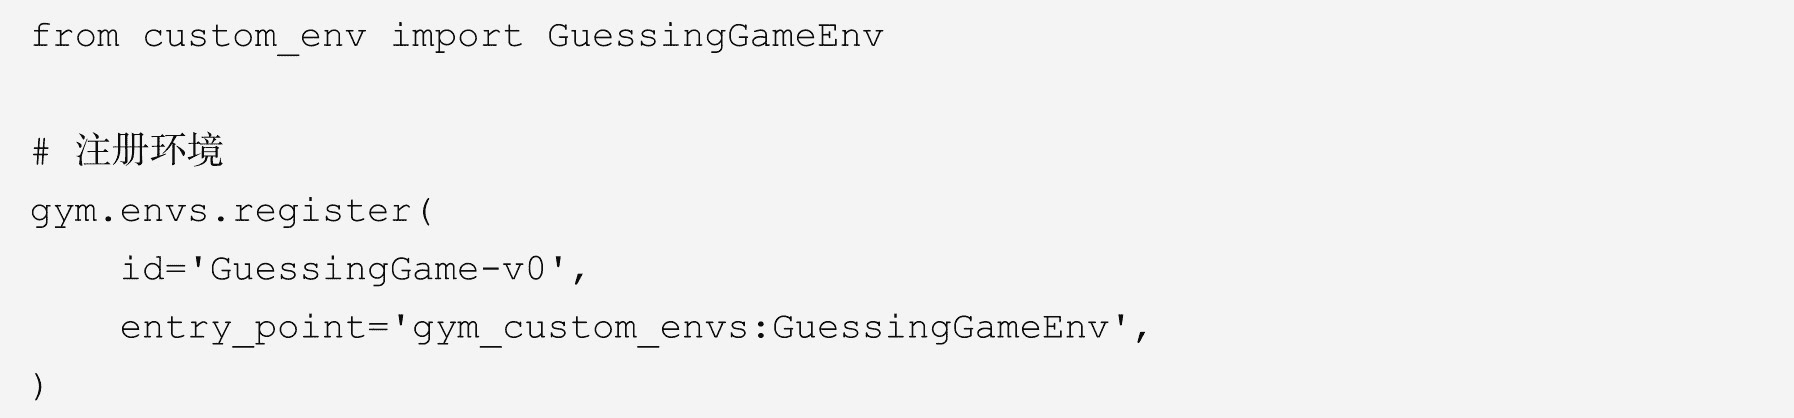 from custom_env import GuessingGameEnv
# 注册环境
gym.envs.register(
    id='GuessingGame-v0',
    entry_point='gym_custom_envs:GuessingGameEnv',
)